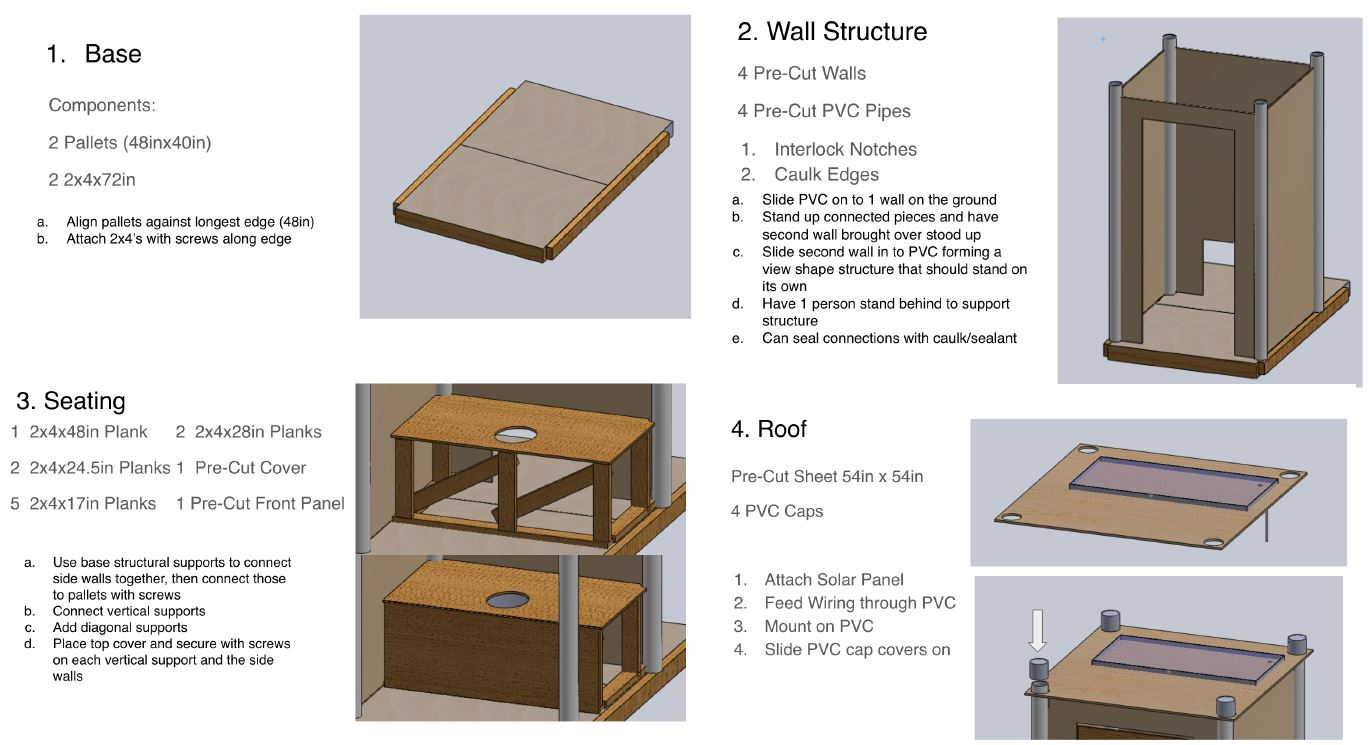 1. Base
Components:
2 Pallets (48inx40in)
2 2x4x72in
a. Align pallets against longest edge (48in)
b. Attach 2x4's with screws along edge
2. Wall Structure
4 Pre-Cut Walls
4 Pre-Cut PVC Pipes
1. Interlock Notches
2. Caulk Edges
a. Slide PVC on to 1 wall on the ground
b. Stand up connected pieces and have
second wall brought over stood up
c. Slide second wall in to PVC forming a
view shape structure that should stand on
its own
d. Have 1 person stand behind to support
structure
e. Can seal connections with caulk/sealant
3. Seating
1 2x4x48in Plank 2 2x4x28in Planks
2 2x4x24.5in Planks 1 Pre-Cut Cover
5 2x4x17in Planks 1 Pre-Cut Front Panel
a. Use base structural supports to connect
side walls together, then connect those
to pallets with screws
b. Connect vertical supports
c. Add diagonal supports
d. Place top cover and secure with screws
on each vertical support and the side
walls
4. Roof
Pre-Cut Sheet 54in x 54in
4 PVC Caps
1. Attach Solar Panel
2. Feed Wiring through PVC
3. Mount on PVC
4. Slide PVC cap covers on